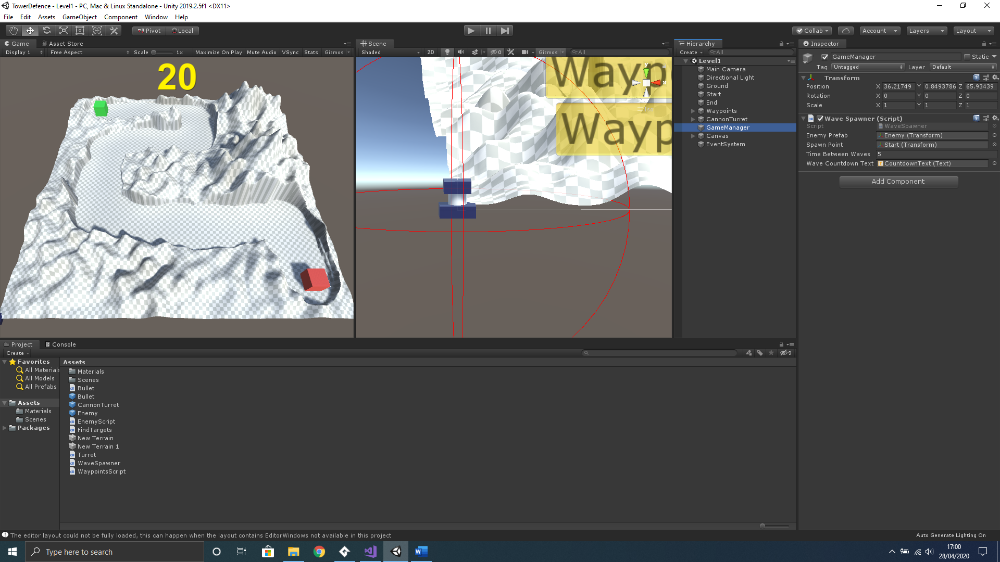 TowerDefence - Level1 - PC, Mac & Linux Standalone - Unity 2019.2.5f1 <DX11>
File Edit Assets GameObject Component Window Help
Pivot Local Collab Account Layers Layout
Game Asset Store
Display 1 Free Aspect Scale 1x Maximize On Play Mute Audio VSync Stats Gizmos
20
Scene
Shaded 2D 0 Gizmos All
Wayp
Wayp
y
x
Hierarchy
Create All
Level1
Main Camera
Directional Light
Ground
Start
End
Waypoints
CannonTurret
GameManager
Canvas
EventSystem
Inspector
GameManager Static
Tag Untagged Layer Default
Transform
Position X 36.21749 Y 0.8493786 Z 65.93439
Rotation X 0 Y 0 Z 0
Scale X 1 Y 1 Z 1
Wave Spawner (Script)
Script WaveSpawner
Enemy Prefab Enemy (Transform)
Spawn Point Start (Transform)
Time Between Waves 5
Wave Countdown Text CountdownText (Text)
Add Component
Project Console
Create 9
Favorites
All Materials
All Models
All Prefabs
Assets
Materials
Scenes
Packages
Assets
Materials
Scenes
Bullet
Bullet
CannonTurret
Enemy
EnemyScript
FindTargets
New Terrain
New Terrain 1
Turret
WaveSpawner
WaypointsScript
The editor layout could not be fully loaded, this can happen when the layout contains EditorWindows not available in this project
Auto Generate Lighting On
Type here to search
17:00
28/04/2020